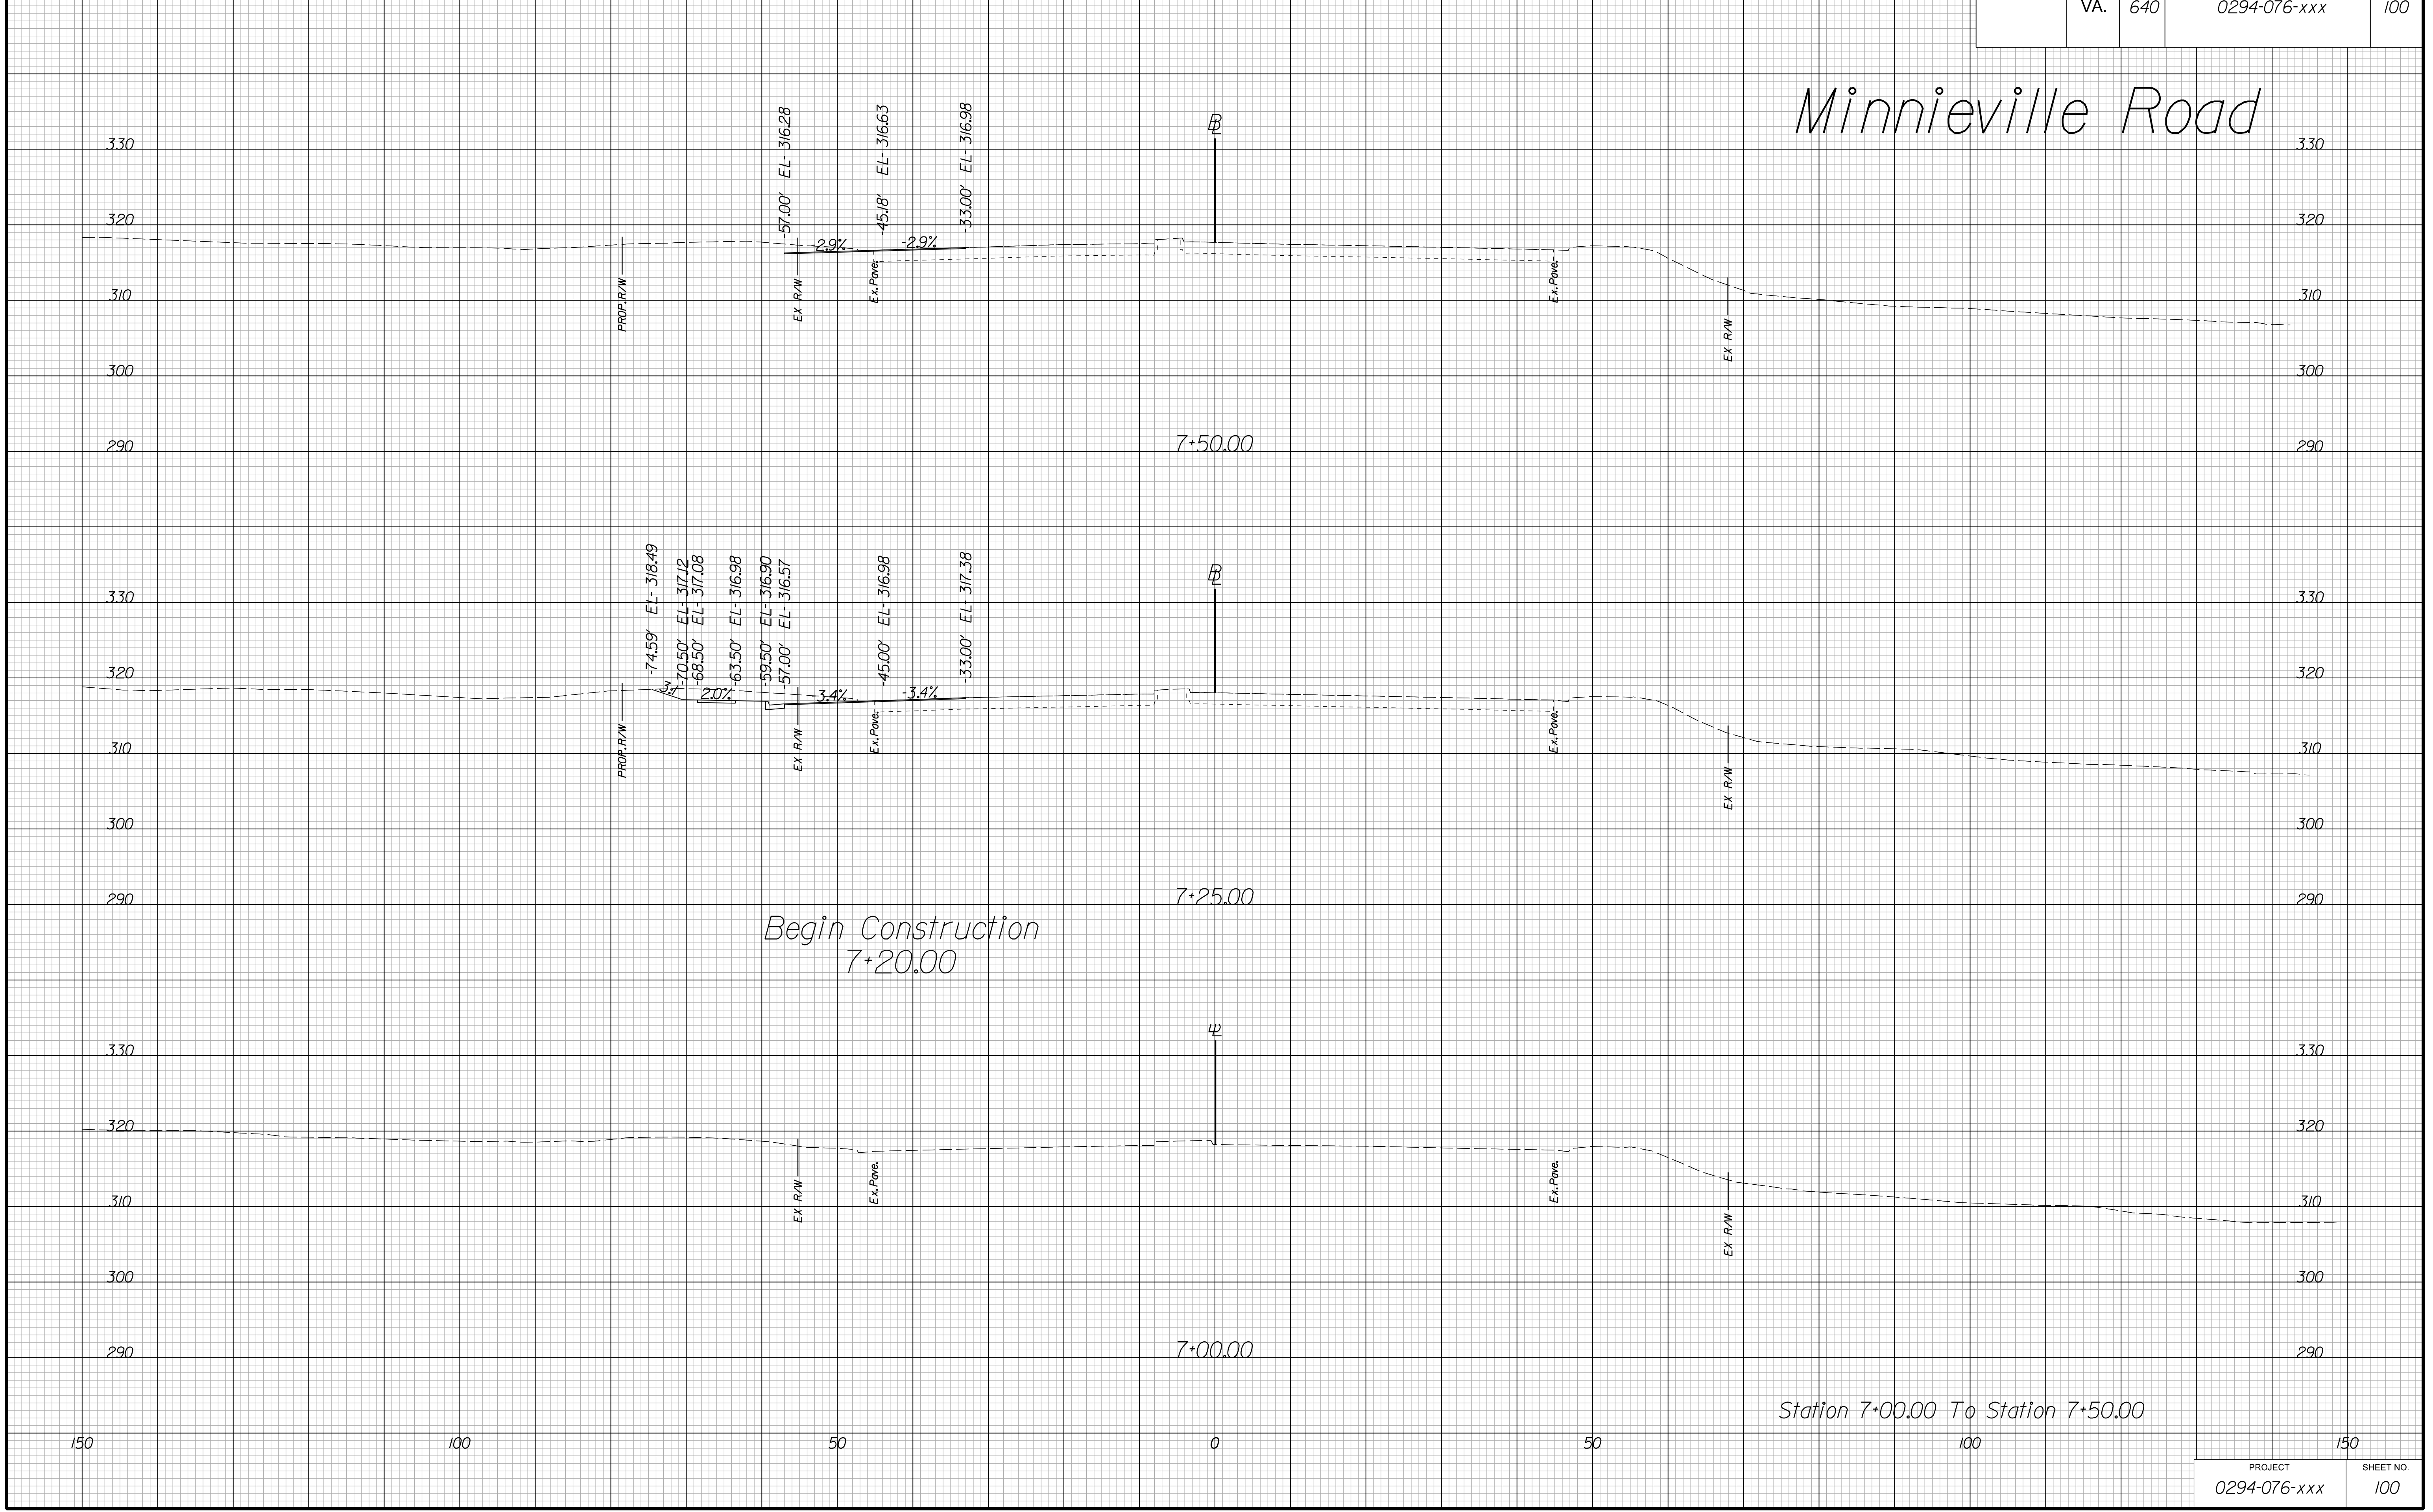 VA. 640 0294-076-xxx 100
Minnieville Road
-57.00' EL- 316.28
-45.18' EL- 316.63
-33.00' EL- 316.98
BL
330 330
320 320
-2.9% -2.9%
310 310
PROP.R/W
EX R/W
Ex.Pave.
Ex.Pave.
EX R/W
300 300
290 290
7+50.00
-74.59' EL- 318.49
-70.50' EL- 317.12
-68.50' EL- 317.08
-63.50' EL- 316.98
-59.50' EL- 316.90
-57.00' EL- 316.57
-45.00' EL- 316.98
-33.00' EL- 317.38
BL
330 330
320 320
3:1 2.0% -3.4% -3.4%
310 310
PROP.R/W
EX R/W
Ex.Pave.
Ex.Pave.
EX R/W
300 300
290 290
7+25.00
Begin Construction
7+20.00
330 330
320 320
310 310
EX R/W
Ex.Pave.
Ex.Pave.
EX R/W
300 300
290 290
7+00.00
Station 7+00.00 To Station 7+50.00
150 100 50 0 50 100 150
PROJECT SHEET NO.
0294-076-xxx 100